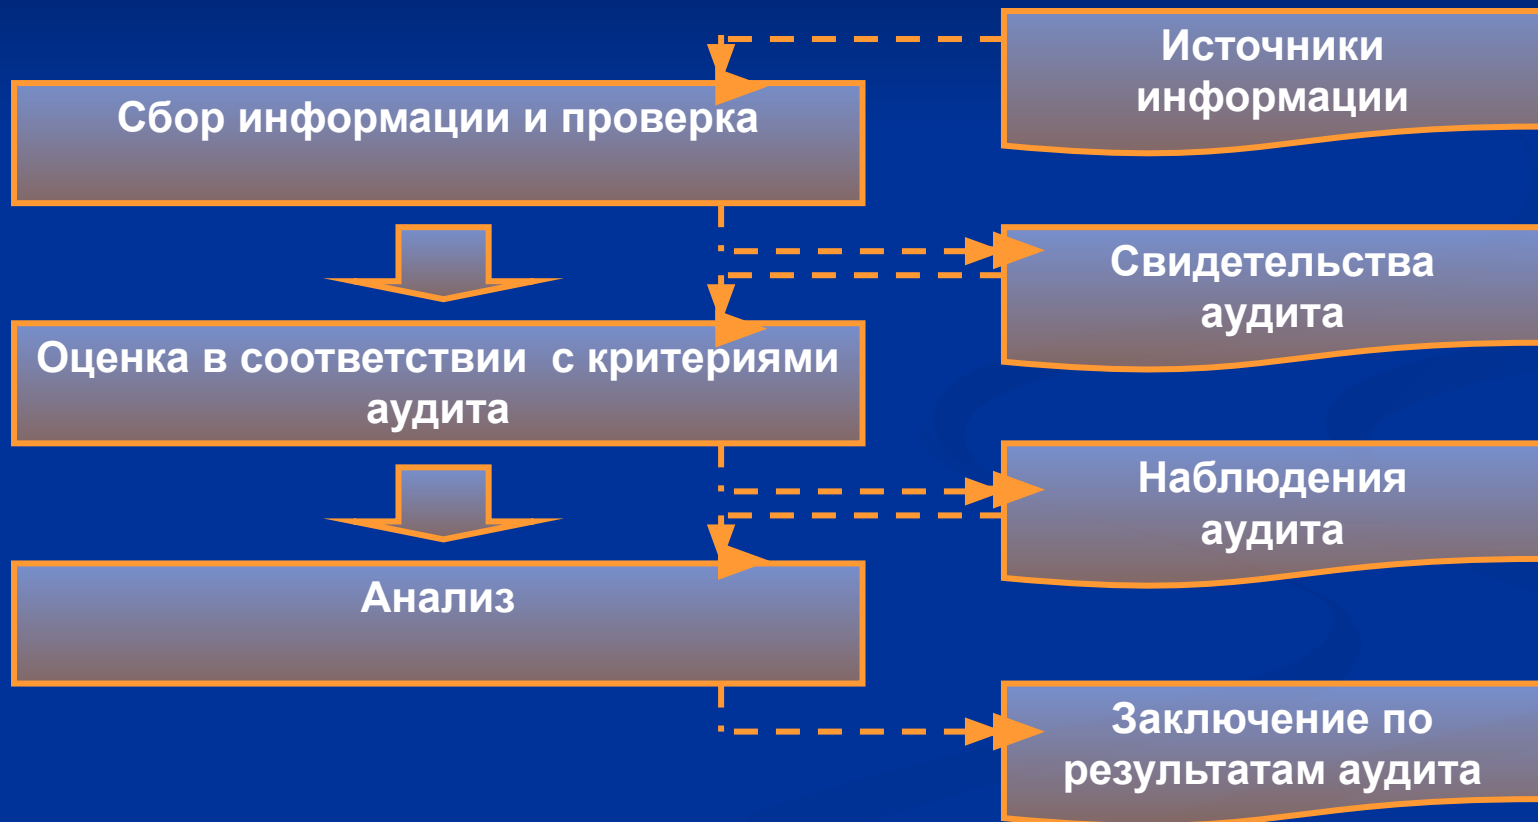 Источники
информации
Сбор информации и проверка
Свидетельства
аудита
Оценка в соответствии  с критериями
аудита
Наблюдения
аудита
Анализ
Заключение по
результатам аудита